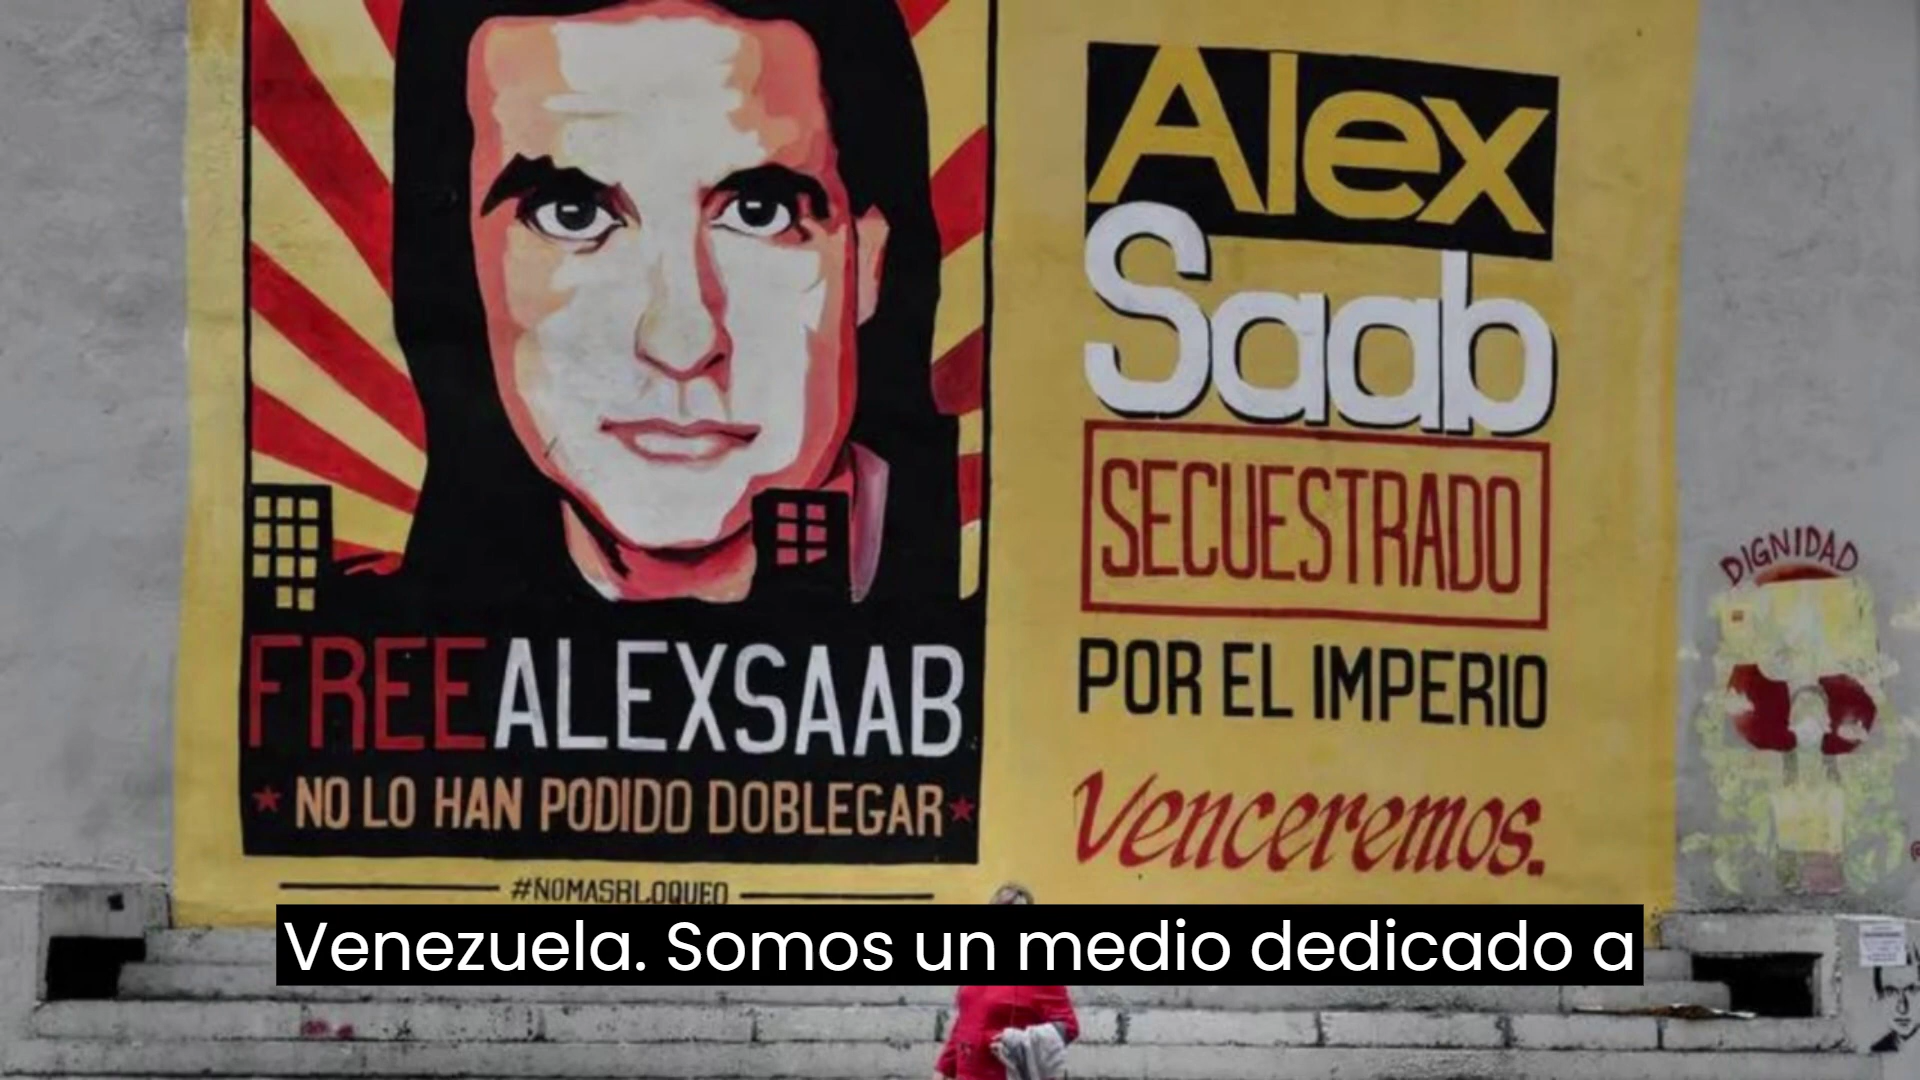 Alex
Saab
SECUESTRADO
POR EL IMPERIO
Venceremos.
FREEALEXSAAB
★ NO LO HAN PODIDO DOBLEGAR ★
#NOMASBLOQUEO
DIGNIDAD
Venezuela. Somos un medio dedicado a